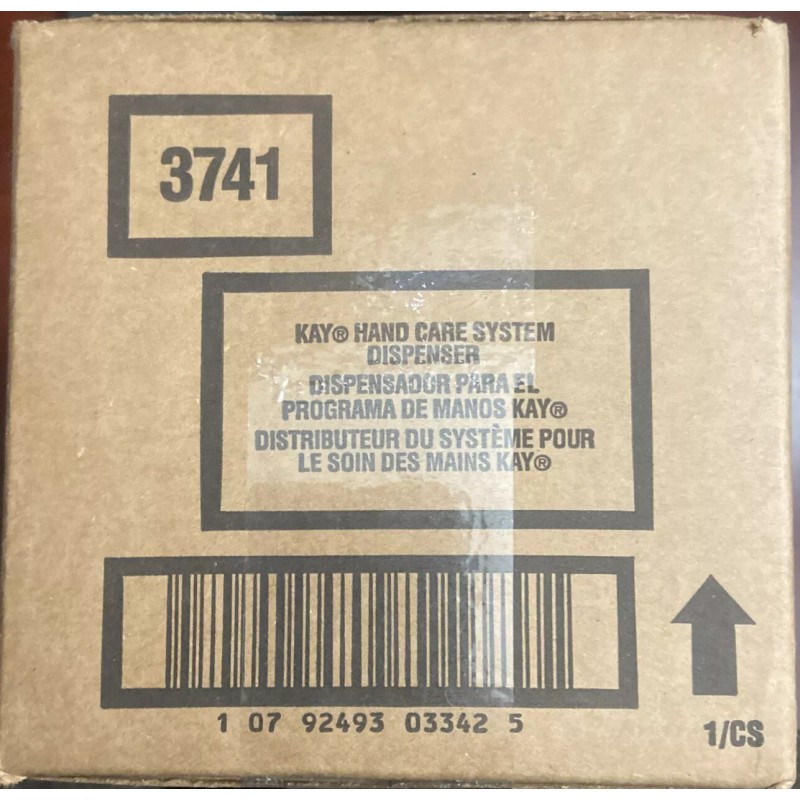 3741
KAY® HAND CARE SYSTEM
DISPENSER
DISPENSADOR PARA EL
PROGRAMA DE MANOS KAY®
DISTRIBUTEUR DU SYSTÈME POUR
LE SOIN DES MAINS KAY®
1 07 92493 03342 5
1/CS